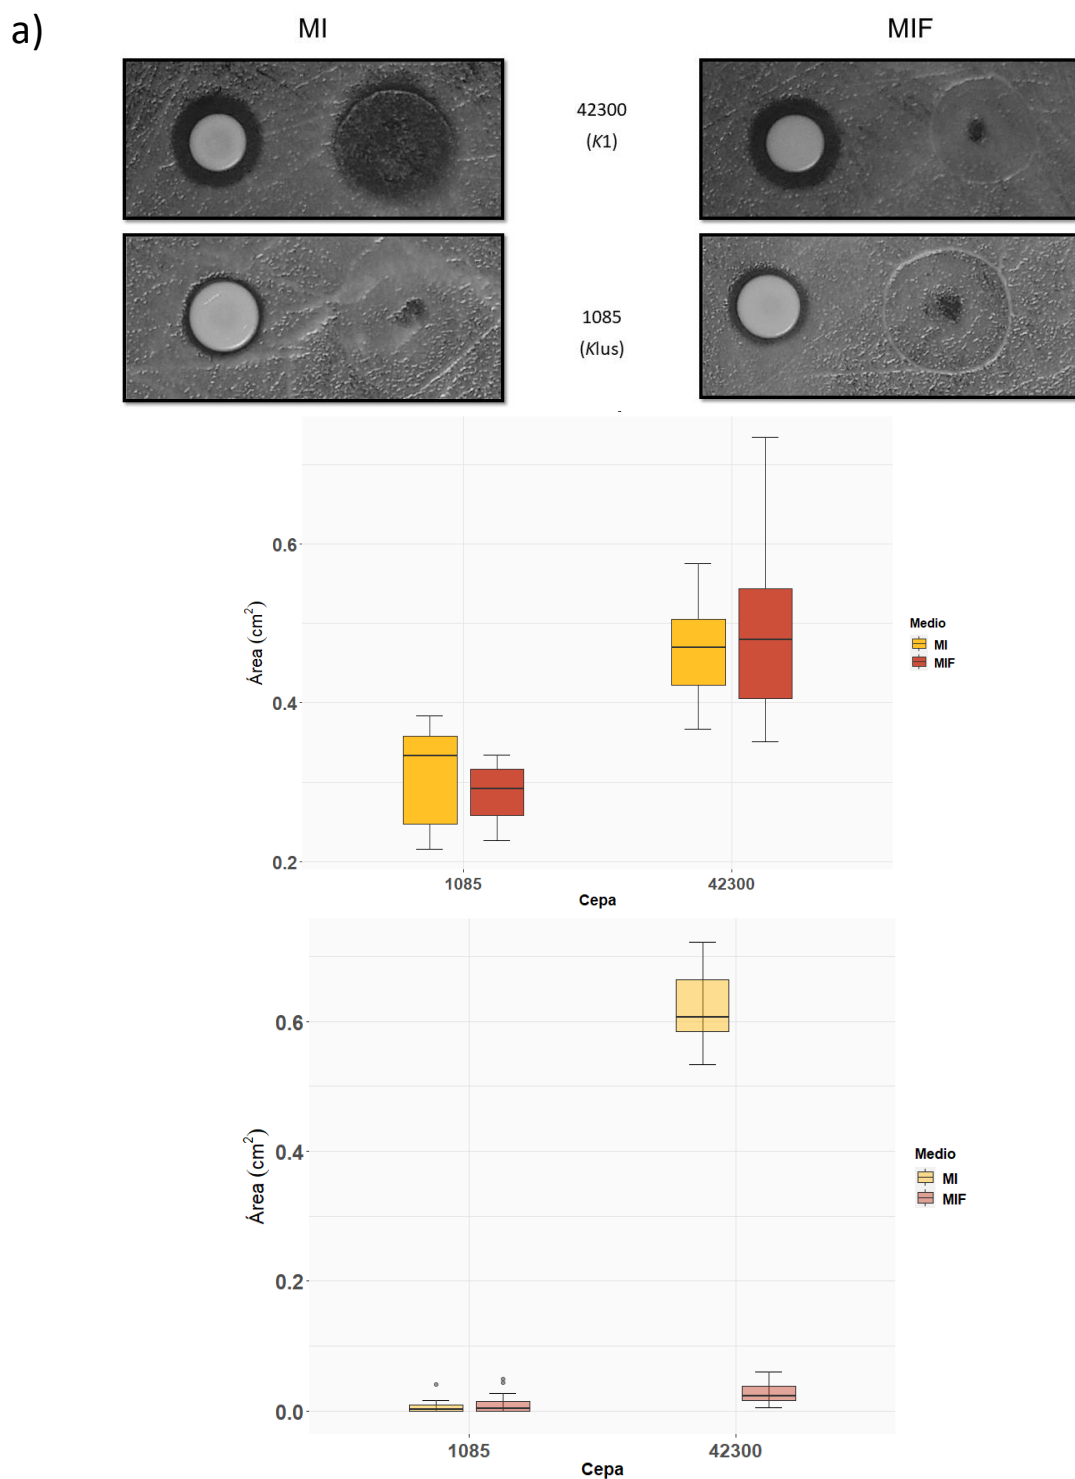 a)
MI
MIF
42300
(K1)
1085
(Klus)
Área (cm²)
0.6
0.4
0.2
1085
42300
Cepa
Medio
MI
MIF
Área (cm²)
0.6
0.4
0.2
0.0
1085
42300
Cepa
Medio
MI
MIF